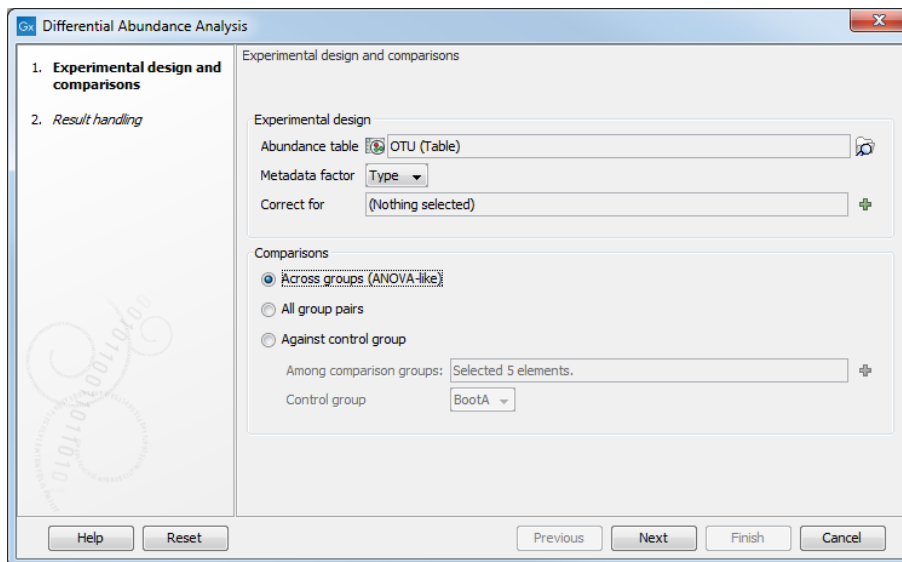 Gx Differential Abundance Analysis
1. Experimental design and
comparisons
2. Result handling
Experimental design and comparisons
Experimental design
Abundance table OTU (Table)
Metadata factor Type
Correct for (Nothing selected)
Comparisons
Across groups (ANOVA-like)
All group pairs
Against control group
Among comparison groups: Selected 5 elements.
Control group BootA
Help Reset Previous Next Finish Cancel